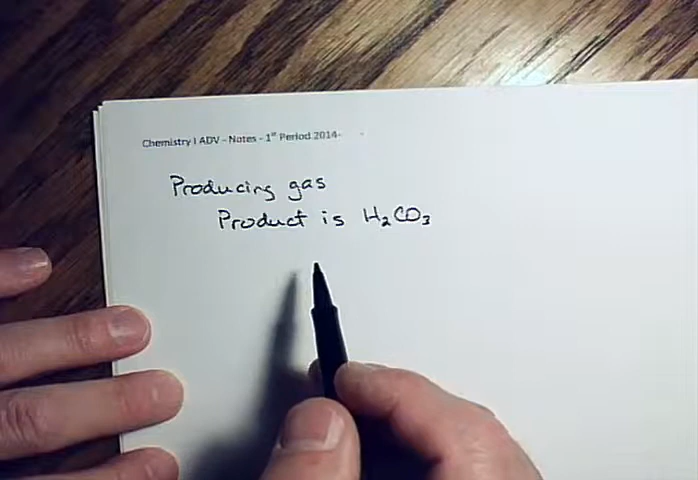 Chemistry I ADV - Notes - 1st Period 2014-
Producing gas
Product is H₂CO₃